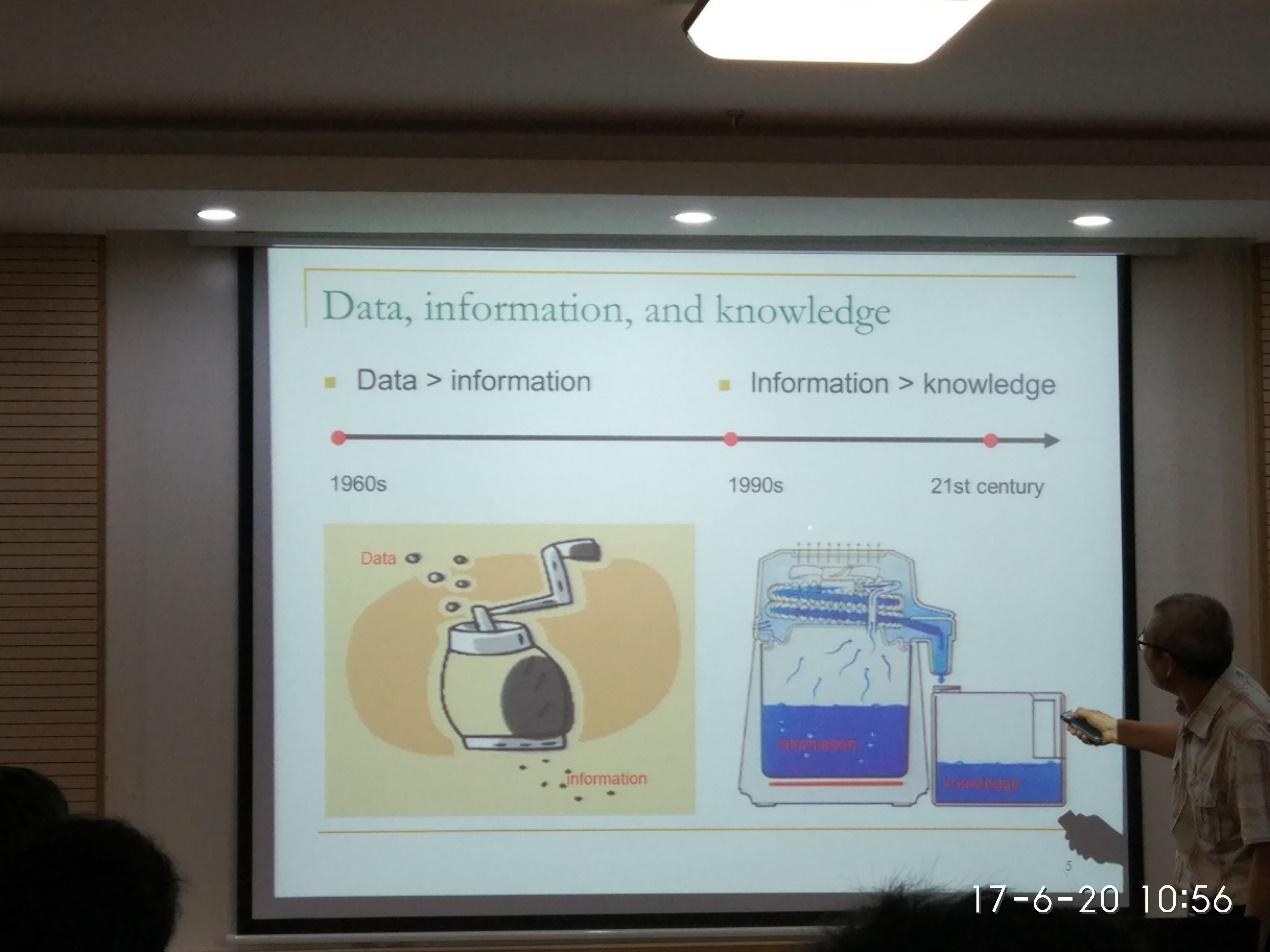 Data, information, and knowledge
Data > information
Information > knowledge
1960s
1990s
21st century
Data
information
information
knowledge
5
17-6-20 10:56